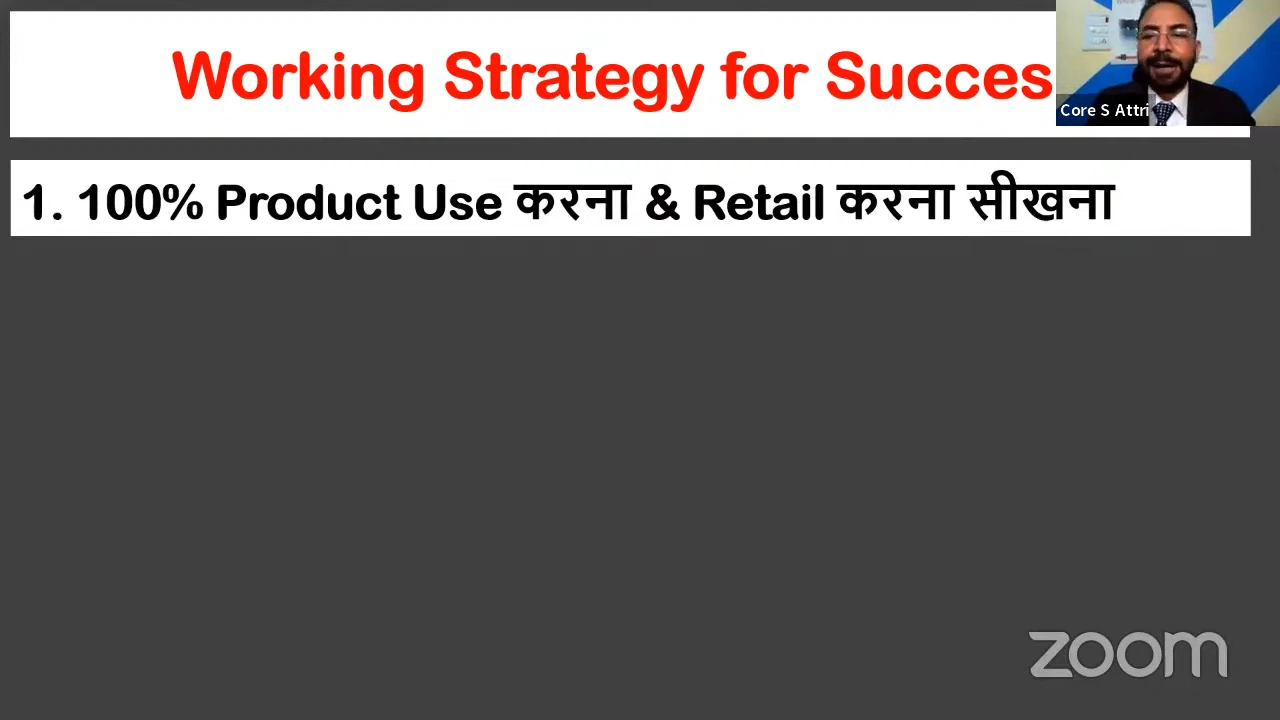 Working Strategy for Succes
Core S Attri
1. 100% Product Use करना & Retail करना सीखना
zoom